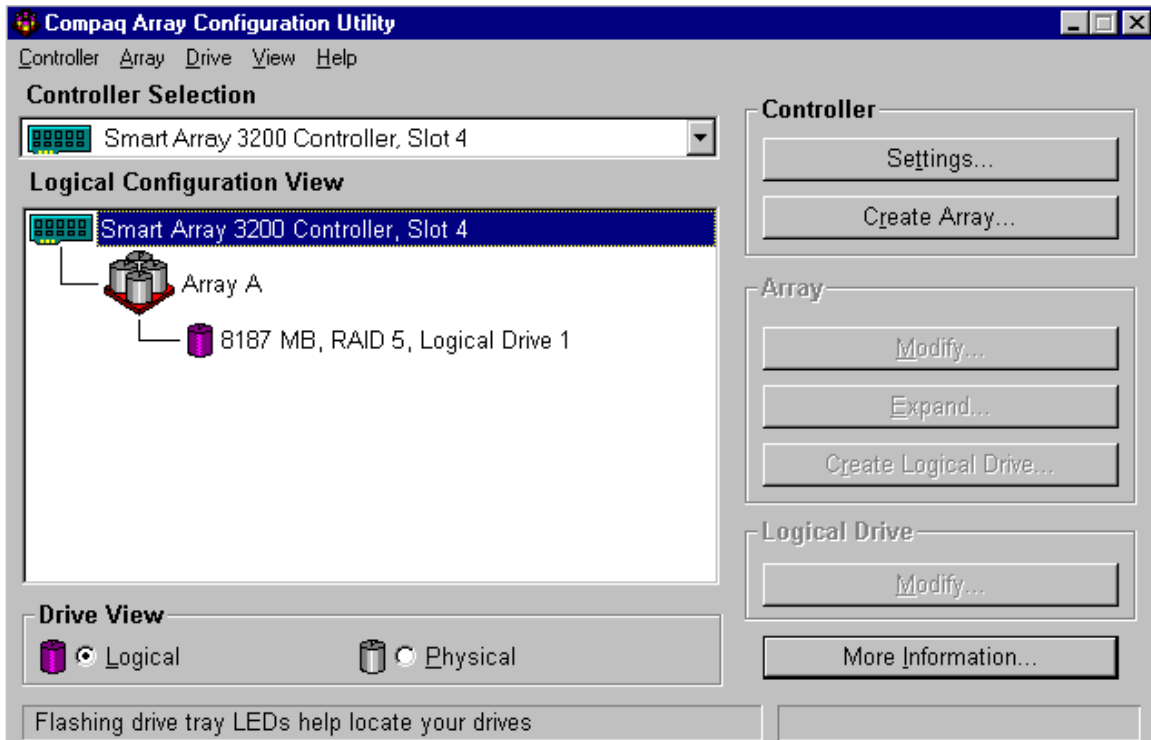 Compaq Array Configuration Utility
Controller Array Drive View Help
Controller Selection
Smart Array 3200 Controller, Slot 4
Logical Configuration View
Smart Array 3200 Controller, Slot 4
Array A
8187 MB, RAID 5, Logical Drive 1
Drive View
Logical
Physical
Controller
Settings...
Create Array...
Array
Modify...
Expand...
Create Logical Drive...
Logical Drive
Modify...
More Information...
Flashing drive tray LEDs help locate your drives